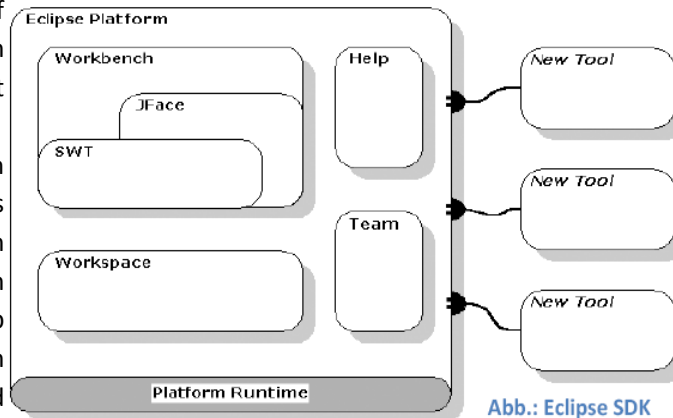 Eclipse Platform
Workbench
JFace
SWT
Help
Team
Workspace
Platform Runtime
New Tool
New Tool
New Tool
Abb.: Eclipse SDK